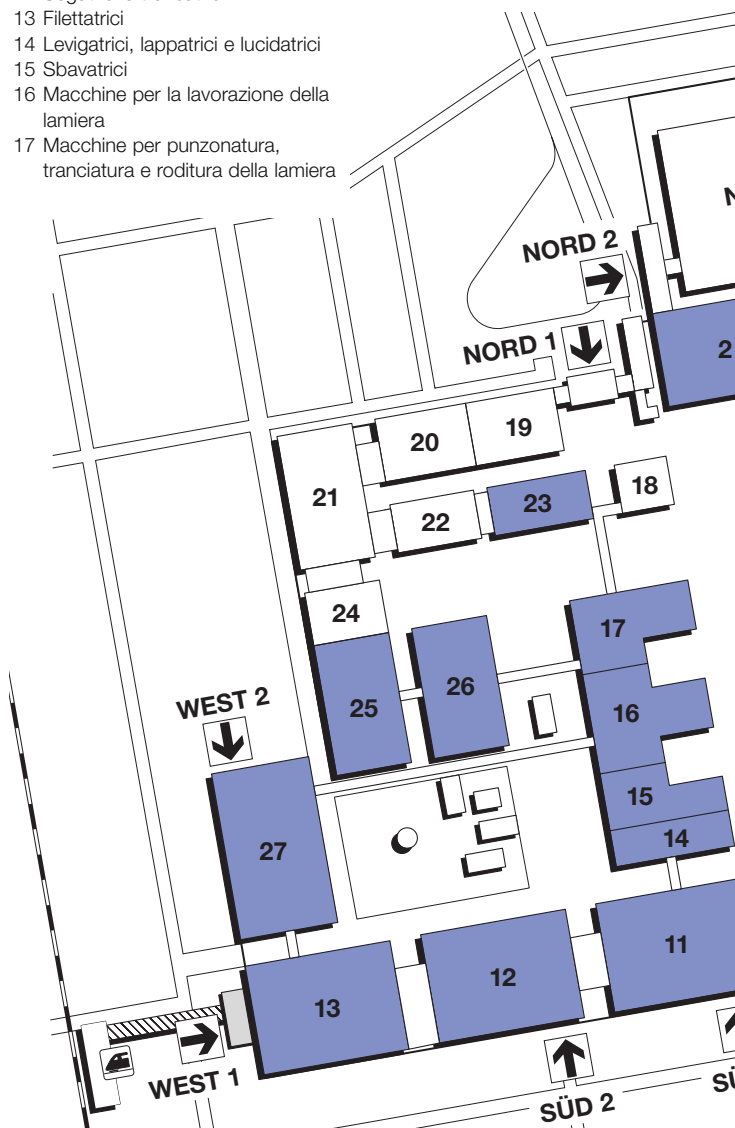 13 Filettatrici
14 Levigatrici, lappatrici e lucidatrici
15 Sbavatrici
16 Macchine per la lavorazione della
lamiera
17 Macchine per punzonatura,
tranciatura e roditura della lamiera
NORD 2
NORD 1
2
19
20
21
18
23
22
24
17
26
25
16
WEST 2
15
14
27
11
12
13
WEST 1
SÜD 2